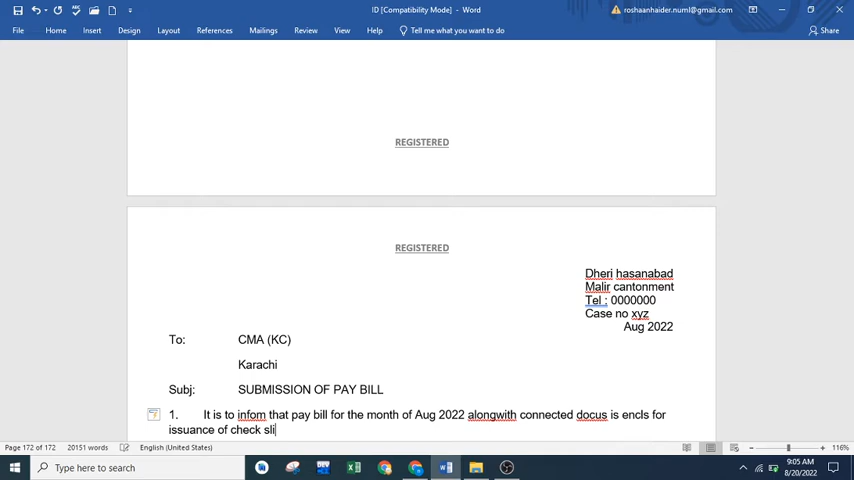 ID [Compatibility Mode] - Word
roshaanhaider.numl@gmail.com
File Home Insert Design Layout References Mailings Review View Help Tell me what you want to do Share
REGISTERED
REGISTERED
Dheri hasanabad
Malir cantonment
Tel : 0000000
Case no xyz
Aug 2022
To: CMA (KC)
Karachi
Subj: SUBMISSION OF PAY BILL
1. It is to infom that pay bill for the month of Aug 2022 alongwith connected docus is encls for
issuance of check sli
Page 172 of 172 20151 words English (United States) 116%
Type here to search
9:05 AM
8/20/2022